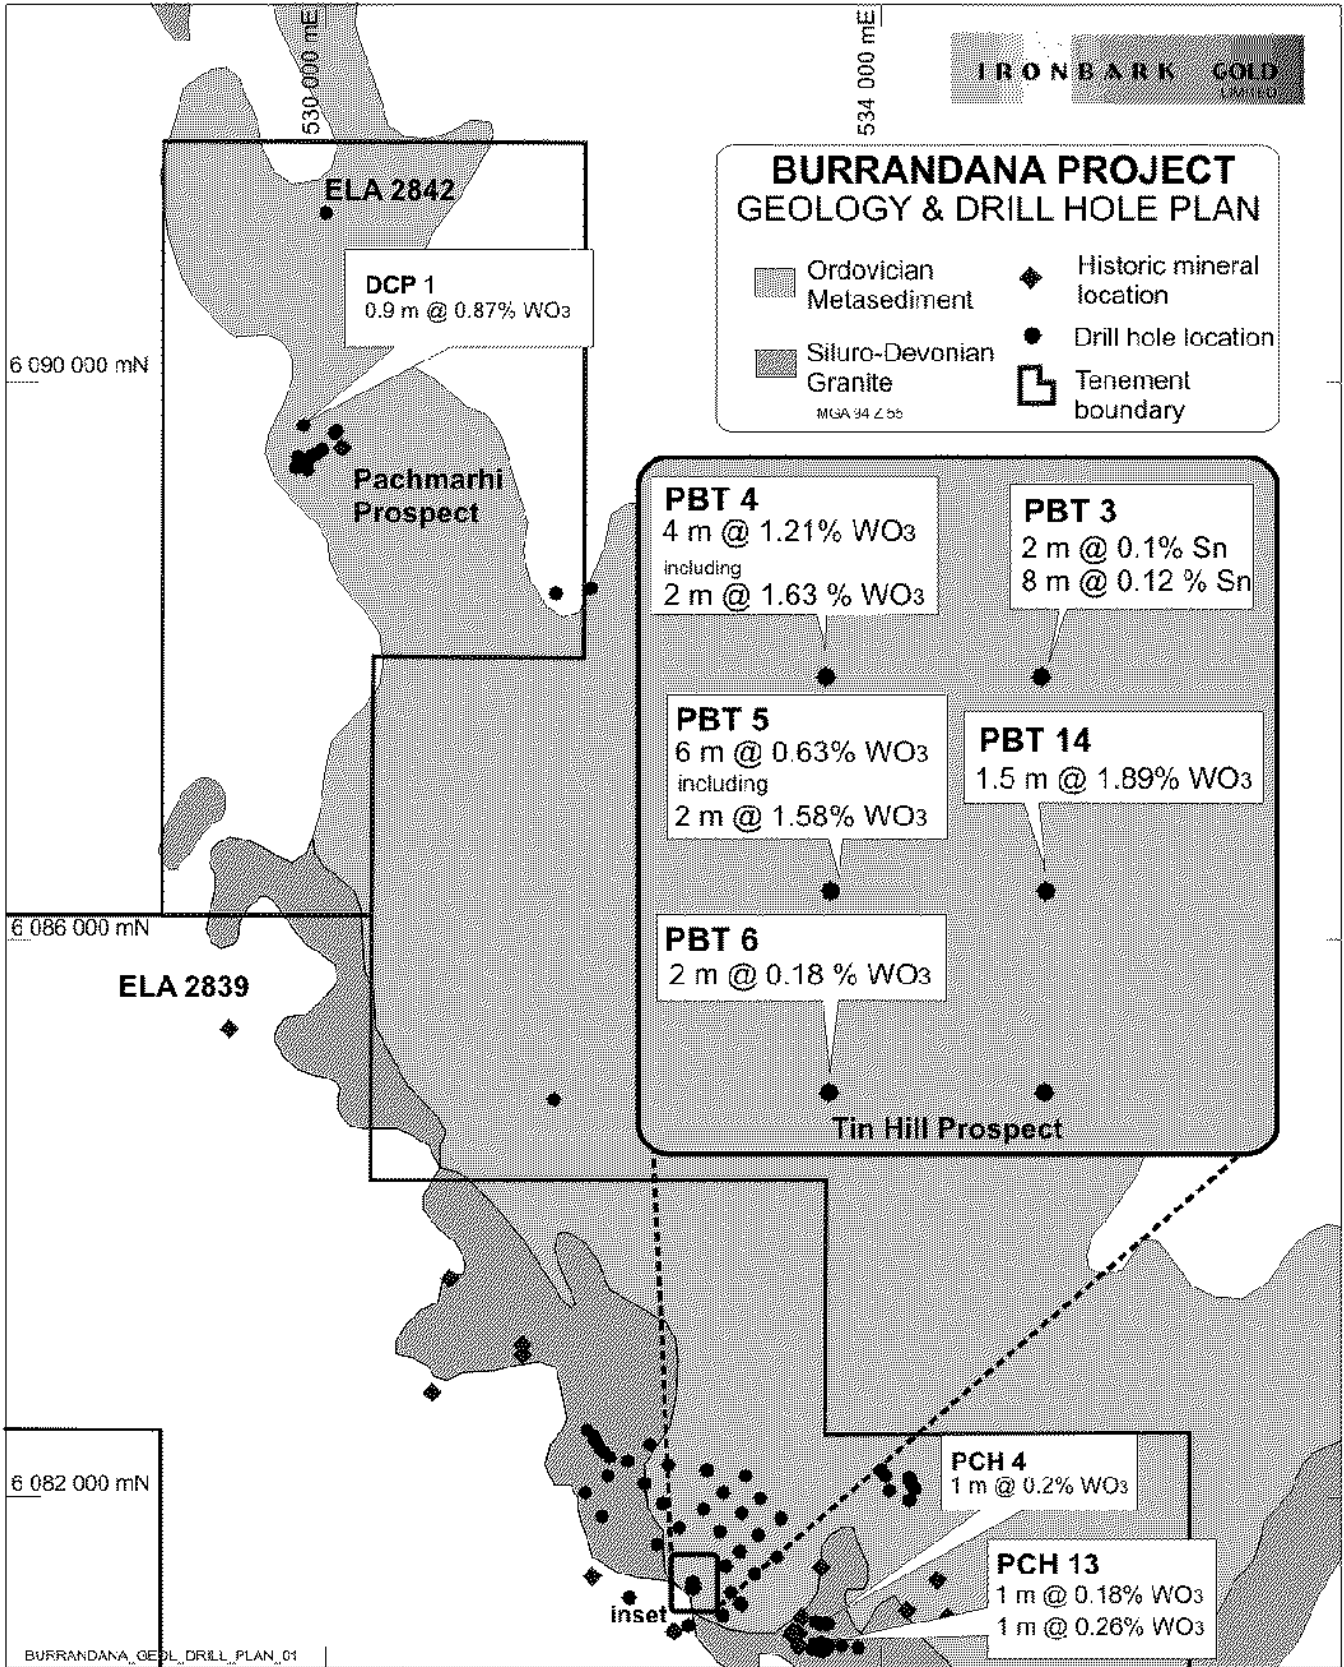 530 000 mE
534 000 mE
IRONBARK GOLD
LIMITED
BURRANDANA PROJECT
GEOLOGY & DRILL HOLE PLAN
Ordovician
Metasediment
Historic mineral
location
Drill hole location
Siluro-Devonian
Granite
Tenement
boundary
MGA 94 Z 55
ELA 2842
DCP 1
0.9 m @ 0.87% WO3
6 090 000 mN
Pachmarhi
Prospect
PBT 4
4 m @ 1.21% WO3
including
2 m @ 1.63 % WO3
PBT 3
2 m @ 0.1% Sn
8 m @ 0.12 % Sn
PBT 5
6 m @ 0.63% WO3
including
2 m @ 1.58% WO3
PBT 14
1.5 m @ 1.89% WO3
6 086 000 mN
PBT 6
2 m @ 0.18 % WO3
ELA 2839
Tin Hill Prospect
6 082 000 mN
PCH 4
1 m @ 0.2% WO3
PCH 13
1 m @ 0.18% WO3
1 m @ 0.26% WO3
inset
BURRANDANA_GEOL_DRILL_PLAN_01